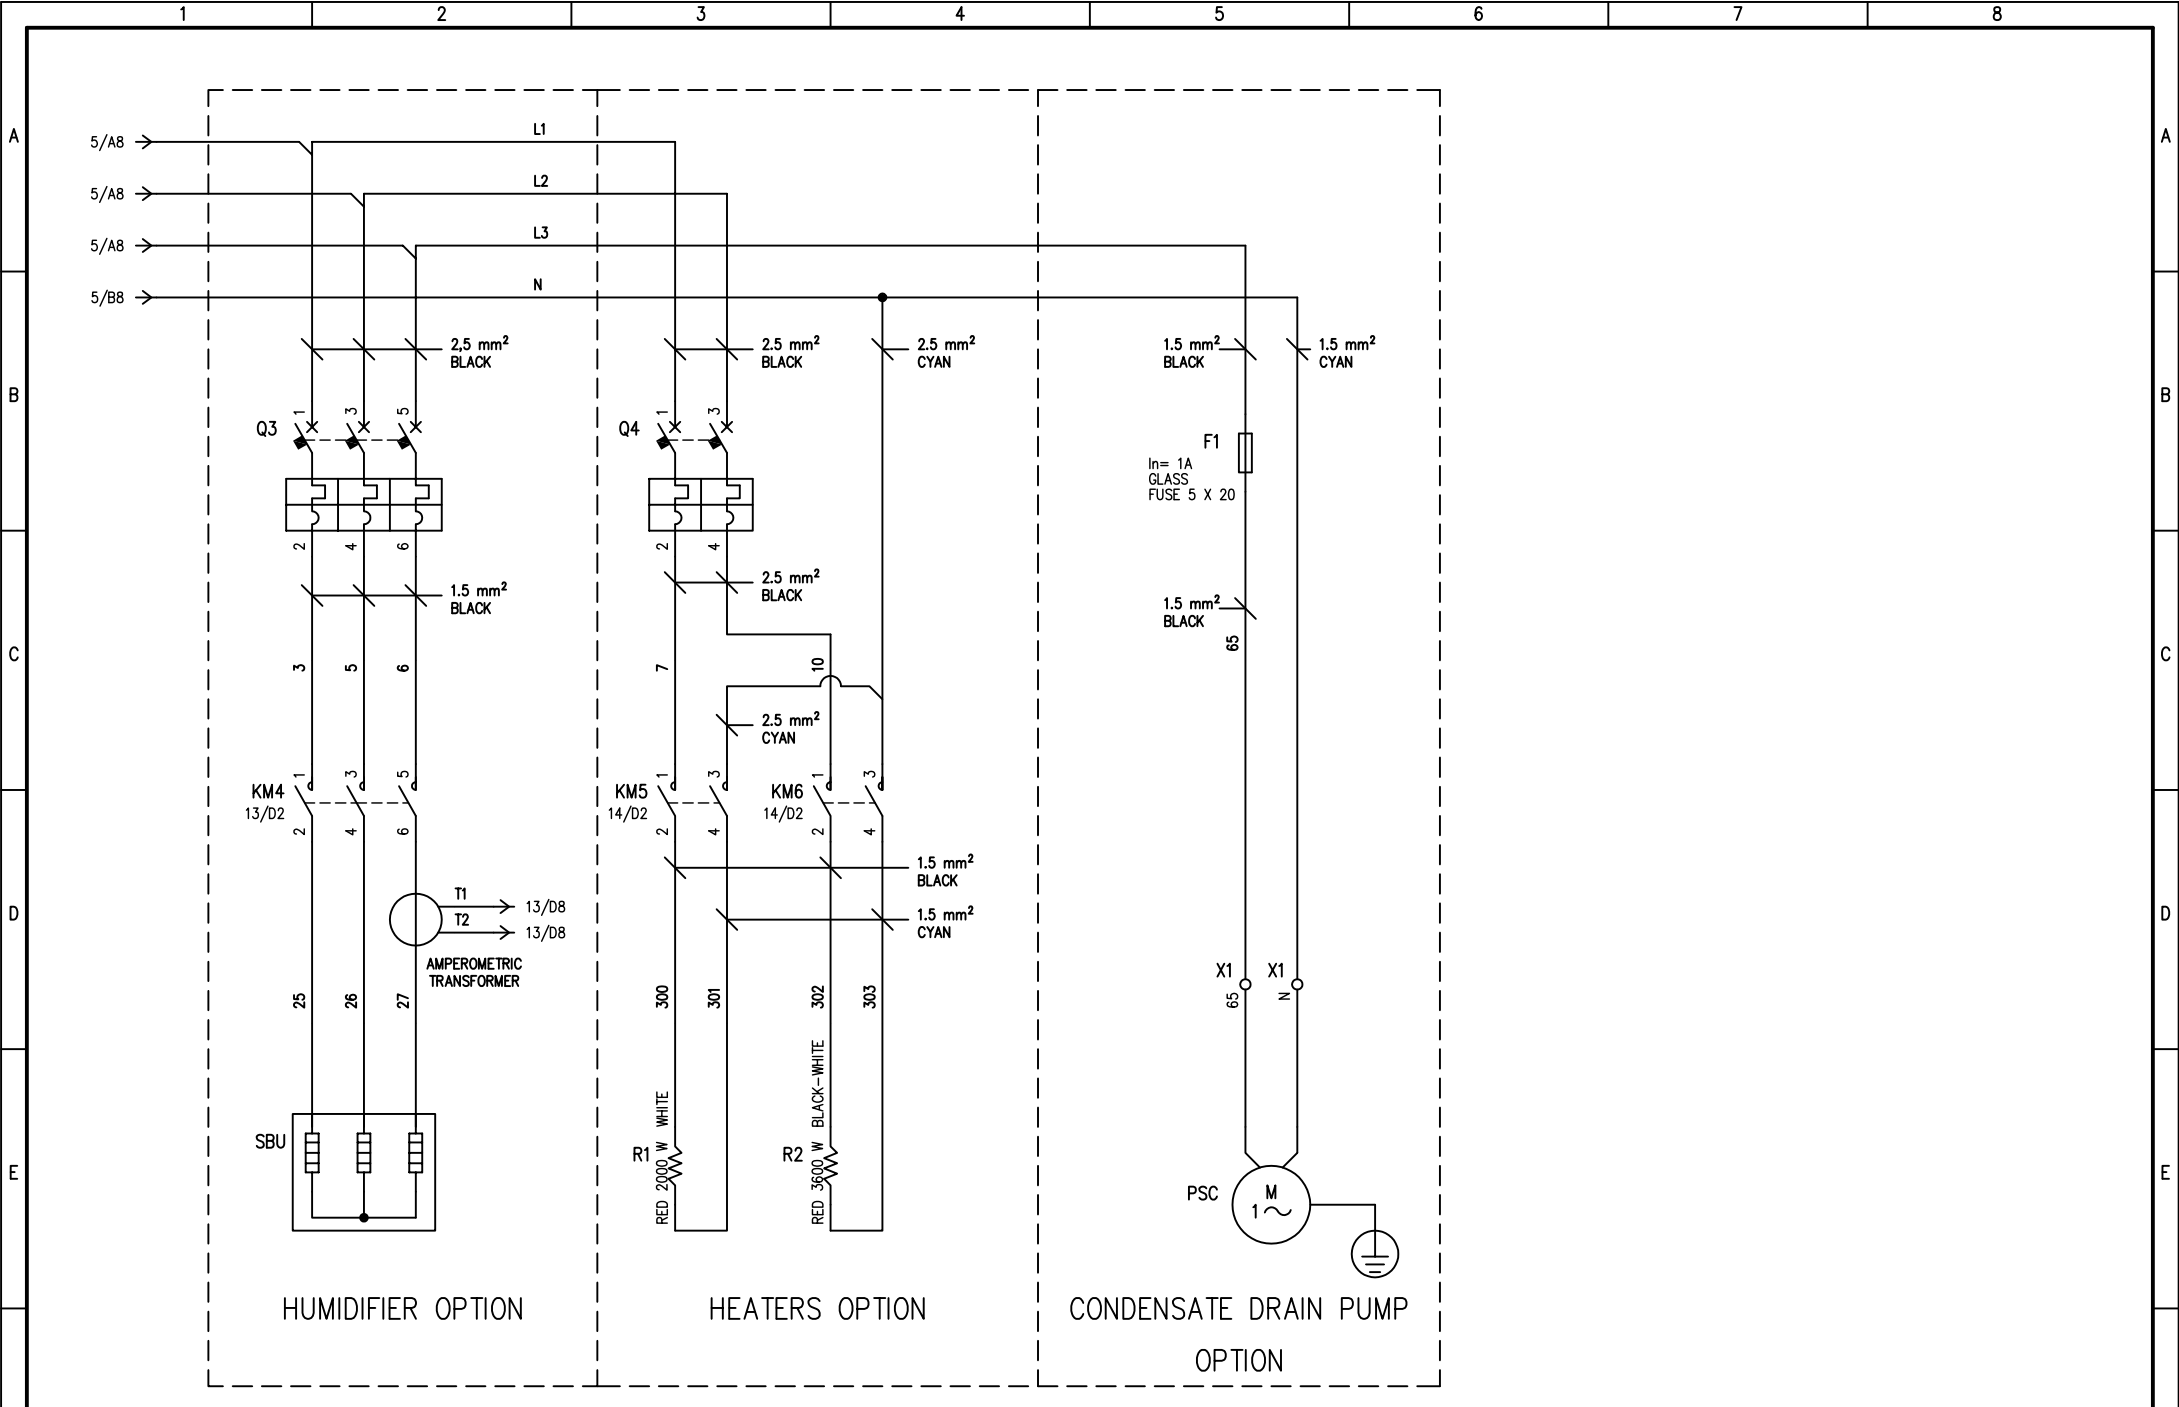 1 2 3 4 5 6 7 8
A A
5/A8 L1
5/A8 L2
5/A8 L3
5/B8 N
2,5 mm²
BLACK
2.5 mm²
BLACK
2.5 mm²
CYAN
1.5 mm²
BLACK
1.5 mm²
CYAN
B B
Q3 1 3 5
Q4 1 3
F1
In= 1A
GLASS
FUSE 5 X 20
2 4 6
2 4
1.5 mm²
BLACK
2.5 mm²
BLACK
1.5 mm²
BLACK
65
C C
3 5 6 7 10
2.5 mm²
CYAN
KM4 1 3 5
13/D2 2 4 6
KM5 1 3
14/D2 2 4
KM6 1 3
14/D2 2 4
1.5 mm²
BLACK
1.5 mm²
CYAN
D D
T1 13/D8
T2 13/D8
AMPEROMETRIC
TRANSFORMER
X1 X1
65 N
25 26 27 300 301 302 303
SBU
R1
RED 2000 W WHITE
R2
RED 3600 W BLACK-WHITE
E E
PSC
M
1~
HUMIDIFIER OPTION
HEATERS OPTION
CONDENSATE DRAIN PUMP
OPTION